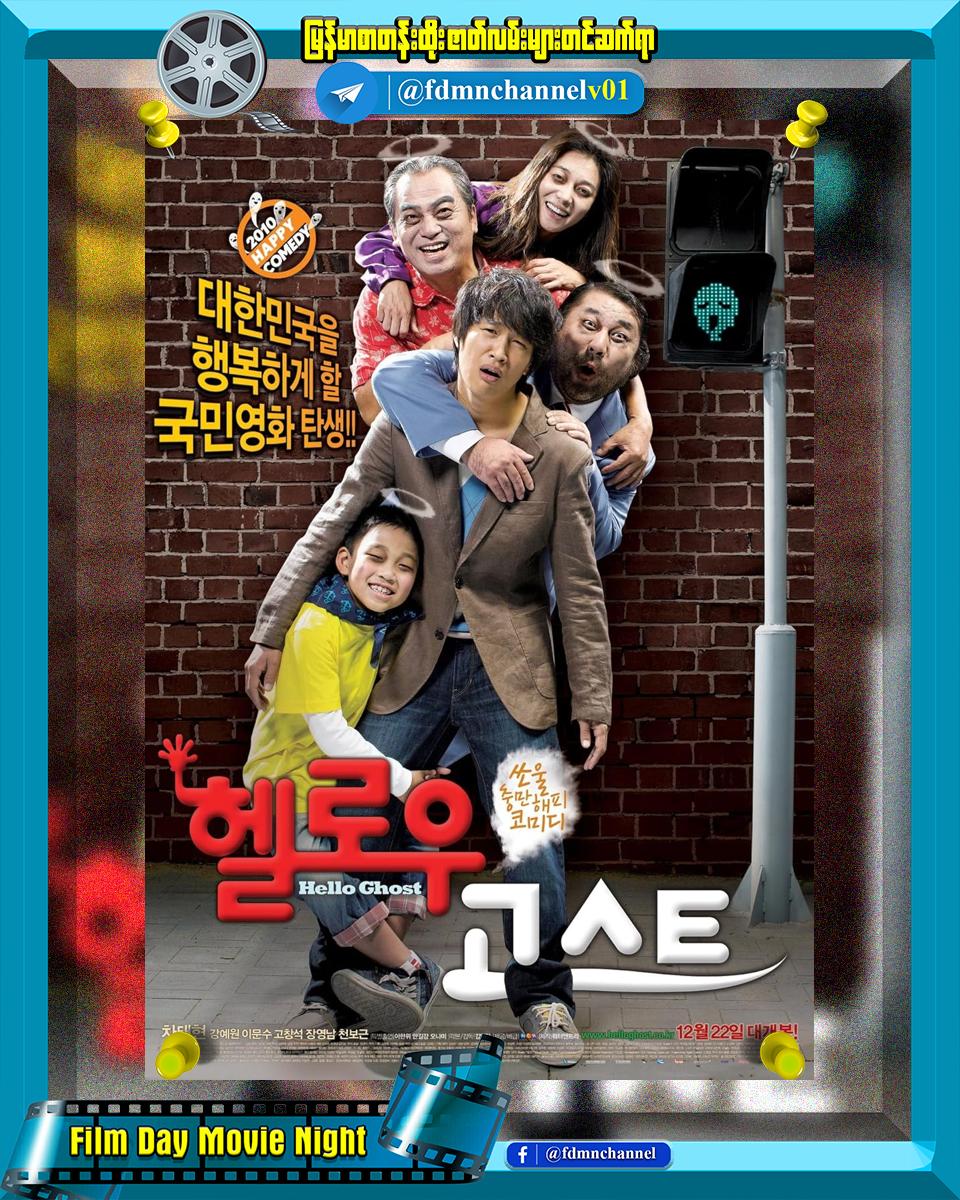 မြန်မာစာတန်းထိုး ဇာတ်လမ်းများတင်ဆက်ရာ
@fdmnchannelv01
2010
HAPPY
COMEDY
대한민국을
행복하게 할
국민영화 탄생!!
쏘울
충만 해피
코미디
헬로우
Hello Ghost
고스트
차태현 강예원 이문수 고창석 장영남 천보근
www.helloghost.co.kr 12월 22일 대개봉!
Film Day Movie Night
@fdmnchannel